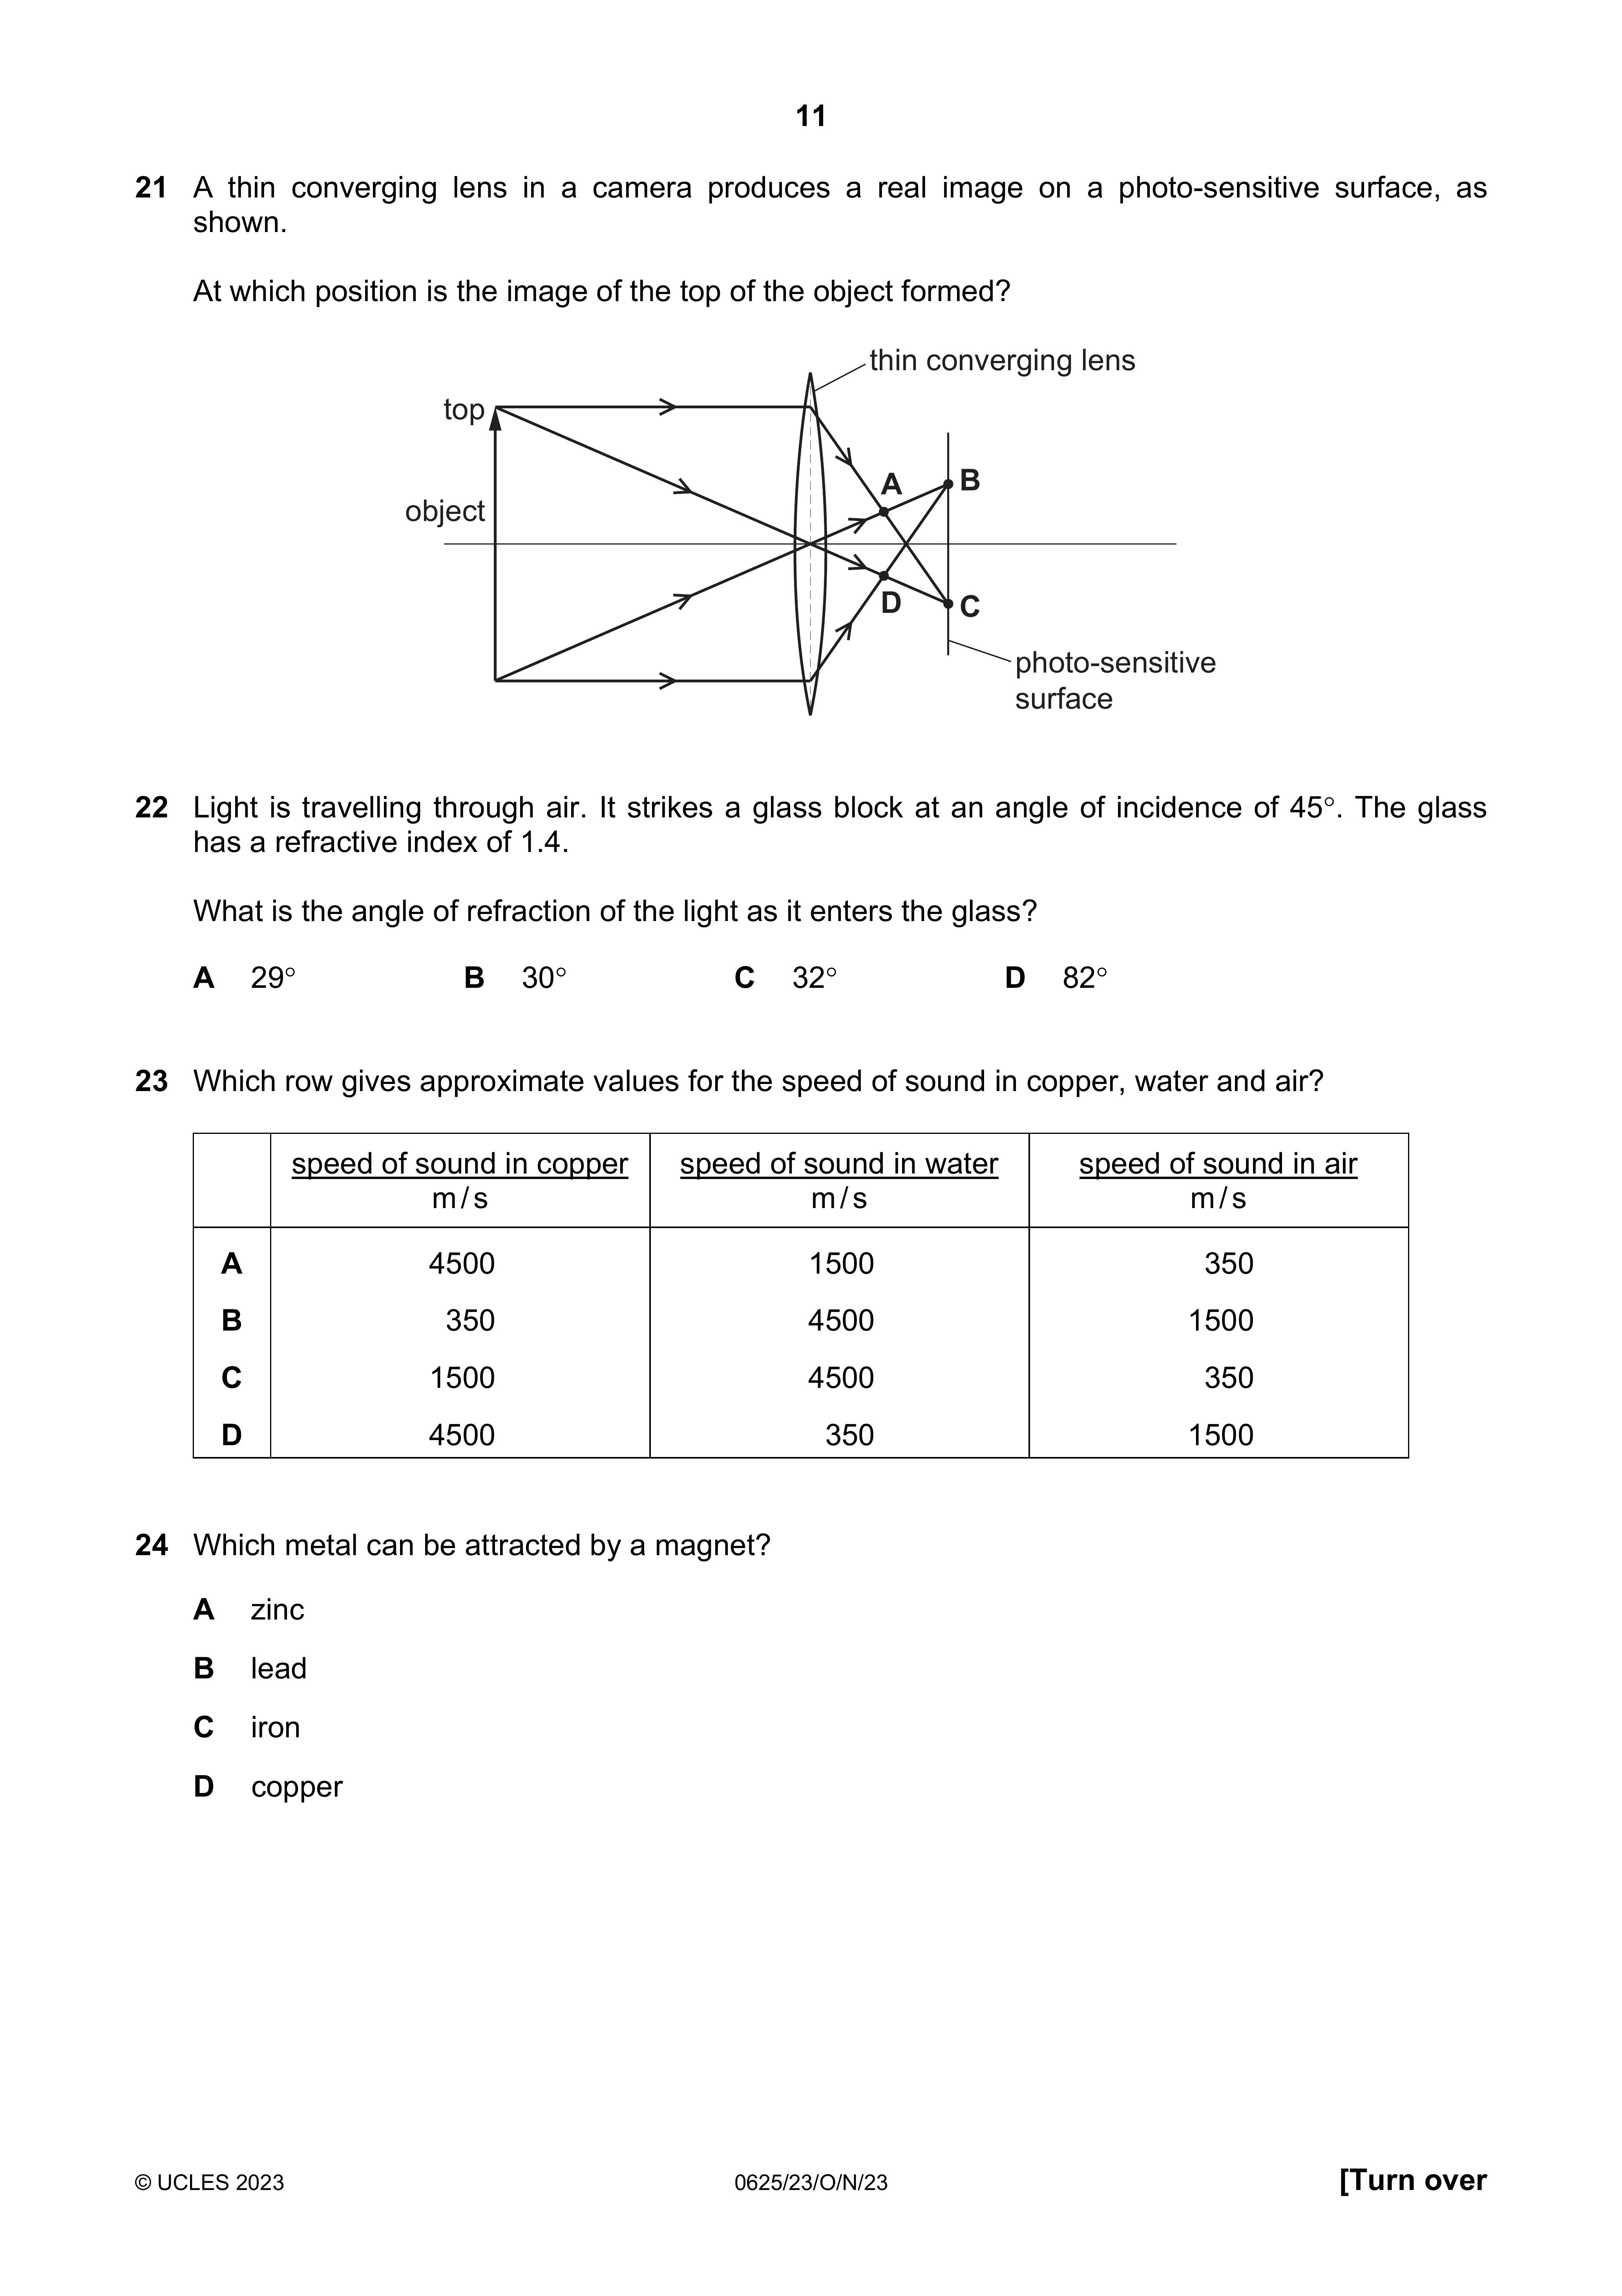 11
21 A thin converging lens in a camera produces a real image on a photo-sensitive surface, as
shown.
At which position is the image of the top of the object formed?
thin converging lens
top
A
B
object
D
C
photo-sensitive
surface
22 Light is travelling through air. It strikes a glass block at an angle of incidence of 45°. The glass
has a refractive index of 1.4.
What is the angle of refraction of the light as it enters the glass?
A 29° B 30° C 32° D 82°
23 Which row gives approximate values for the speed of sound in copper, water and air?
speed of sound in copper speed of sound in water speed of sound in air
m / s m / s m / s
A 4500 1500 350
B 350 4500 1500
C 1500 4500 350
D 4500 350 1500
24 Which metal can be attracted by a magnet?
A zinc
B lead
C iron
D copper
© UCLES 2023 0625/23/O/N/23 [Turn over